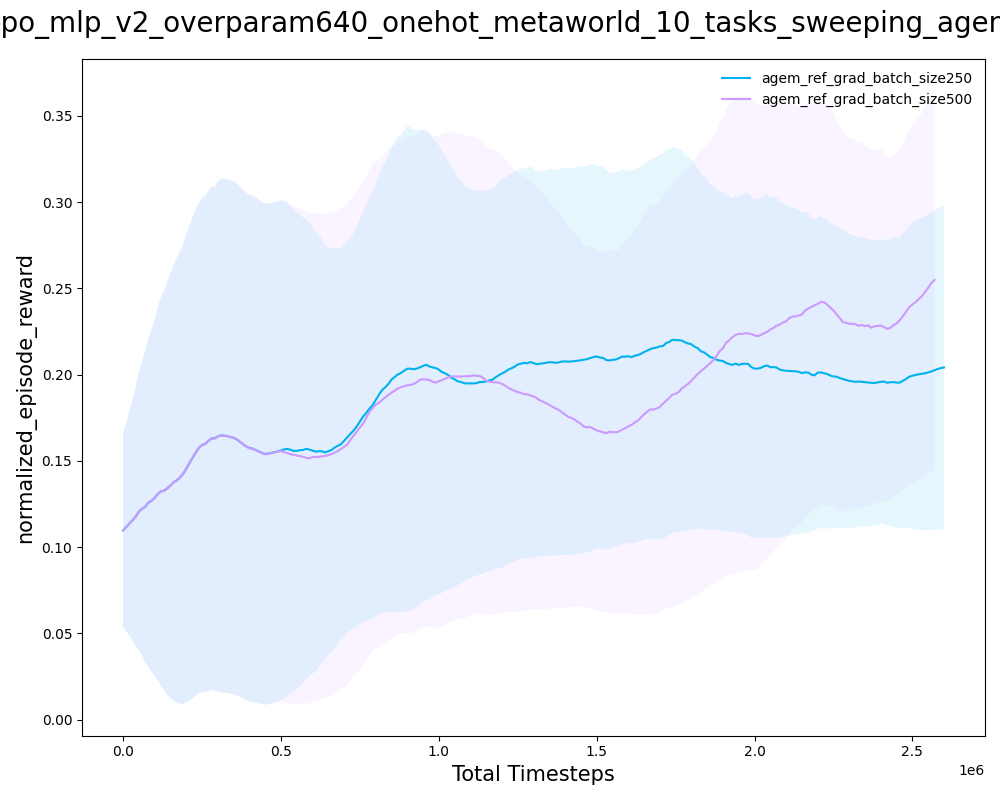 po_mlp_v2_overparam640_onehot_metaworld_10_tasks_sweeping_agen
agem_ref_grad_batch_size250
agem_ref_grad_batch_size500
normalized_episode_reward
0.35
0.30
0.25
0.20
0.15
0.10
0.05
0.00
0.0 0.5 1.0 1.5 2.0 2.5
1e6
Total Timesteps